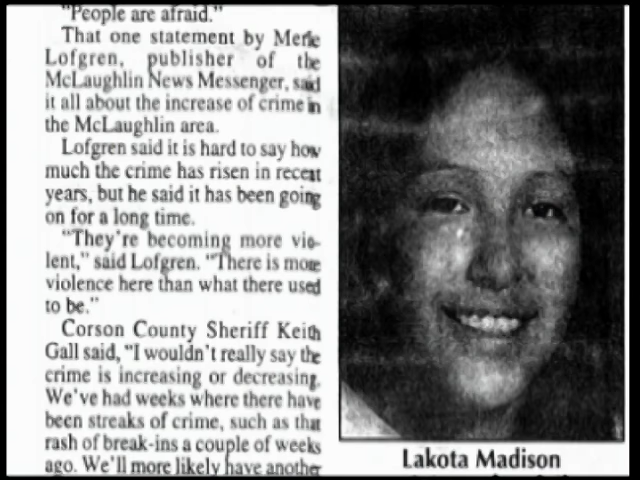 "People are afraid."
That one statement by Merle
Lofgren, publisher of the
McLaughlin News Messenger, said
it all about the increase of crime in
the McLaughlin area.
Lofgren said it is hard to say how
much the crime has risen in recent
years, but he said it has been going
on for a long time.
"They're becoming more vio-
lent," said Lofgren. "There is more
violence here than what there used
to be."
Corson County Sheriff Keith
Gall said, "I wouldn't really say the
crime is increasing or decreasing.
We've had weeks where there have
been streaks of crime, such as that
rash of break-ins a couple of weeks
ago. We'll more likely have another
Lakota Madison